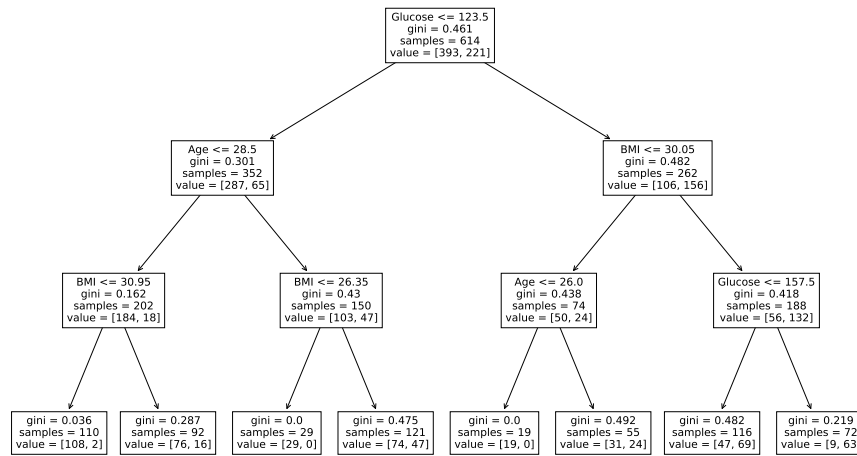 Glucose <= 123.5
gini = 0.461
samples = 614
value = [393, 221]
Age <= 28.5
gini = 0.301
samples = 352
value = [287, 65]
BMI <= 30.05
gini = 0.482
samples = 262
value = [106, 156]
BMI <= 30.95
gini = 0.162
samples = 202
value = [184, 18]
BMI <= 26.35
gini = 0.43
samples = 150
value = [103, 47]
Age <= 26.0
gini = 0.438
samples = 74
value = [50, 24]
Glucose <= 157.5
gini = 0.418
samples = 188
value = [56, 132]
gini = 0.036
samples = 110
value = [108, 2]
gini = 0.287
samples = 92
value = [76, 16]
gini = 0.0
samples = 29
value = [29, 0]
gini = 0.475
samples = 121
value = [74, 47]
gini = 0.0
samples = 19
value = [19, 0]
gini = 0.492
samples = 55
value = [31, 24]
gini = 0.482
samples = 116
value = [47, 69]
gini = 0.219
samples = 72
value = [9, 63